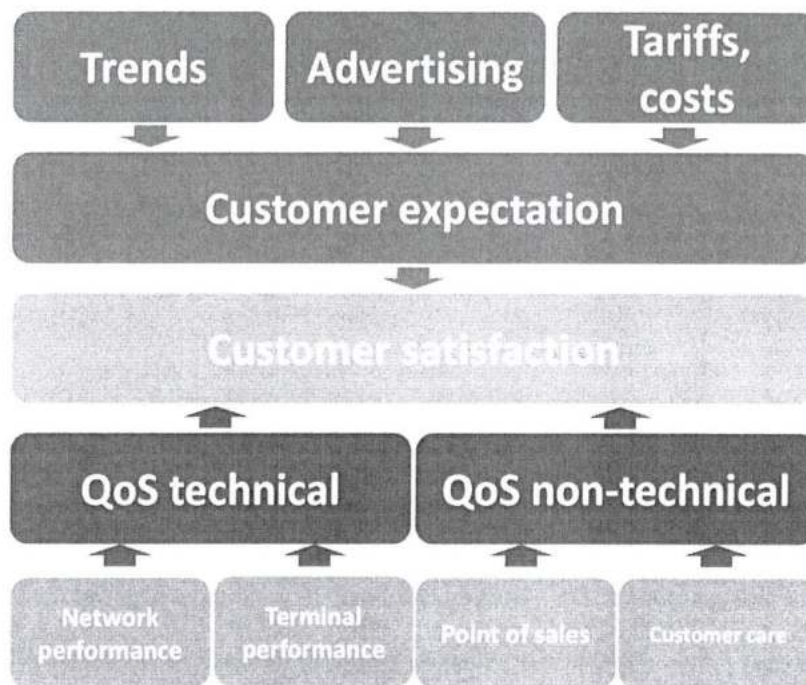 Trends
Advertising
Tariffs,
costs
Customer expectation
Customer satisfaction
QoS technical
QoS non-technical
Network
performance
Terminal
performance
Point of sales
Customer care